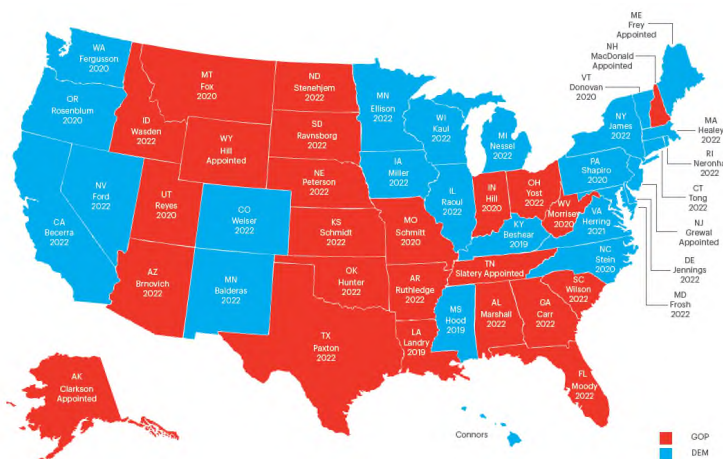 WA
Fergusson
2020
OR
Rosenblum
2020
CA
Becerra
2022
NV
Ford
2022
ID
Wasden
2022
MT
Fox
2020
WY
Hill
Appointed
UT
Reyes
2020
AZ
Brnovich
2022
CO
Weiser
2022
MN
Balderas
2022
ND
Stenehjem
2022
SD
Ravnsborg
2022
NE
Peterson
2022
KS
Schmidt
2022
OK
Hunter
2022
TX
Paxton
2022
MN
Ellison
2022
IA
Miller
2022
MO
Schmitt
2020
AR
Ruthledge
2022
LA
Landry
2019
WI
Kaul
2022
IL
Raoul
2022
MI
Nessel
2022
IN
Hill
2020
OH
Yost
2022
KY
Beshear
2019
TN
Slatery Appointed
MS
Hood
2019
AL
Marshall
2022
GA
Carr
2022
FL
Moody
2022
SC
Wilson
2022
NC
Stein
2020
VA
Herring
2021
WV
Morrisey
2020
PA
Shapiro
2020
NY
James
2022
VT
Donovan
2020
NH
MacDonald
Appointed
ME
Frey
Appointed
MA
Healey
2022
RI
Neronha
2022
CT
Tong
2022
NJ
Grewal Appointed
DE
Jennings
2022
MD
Frosh
2022
AK
Clarkson
Appointed
Connors
GOP
DEM